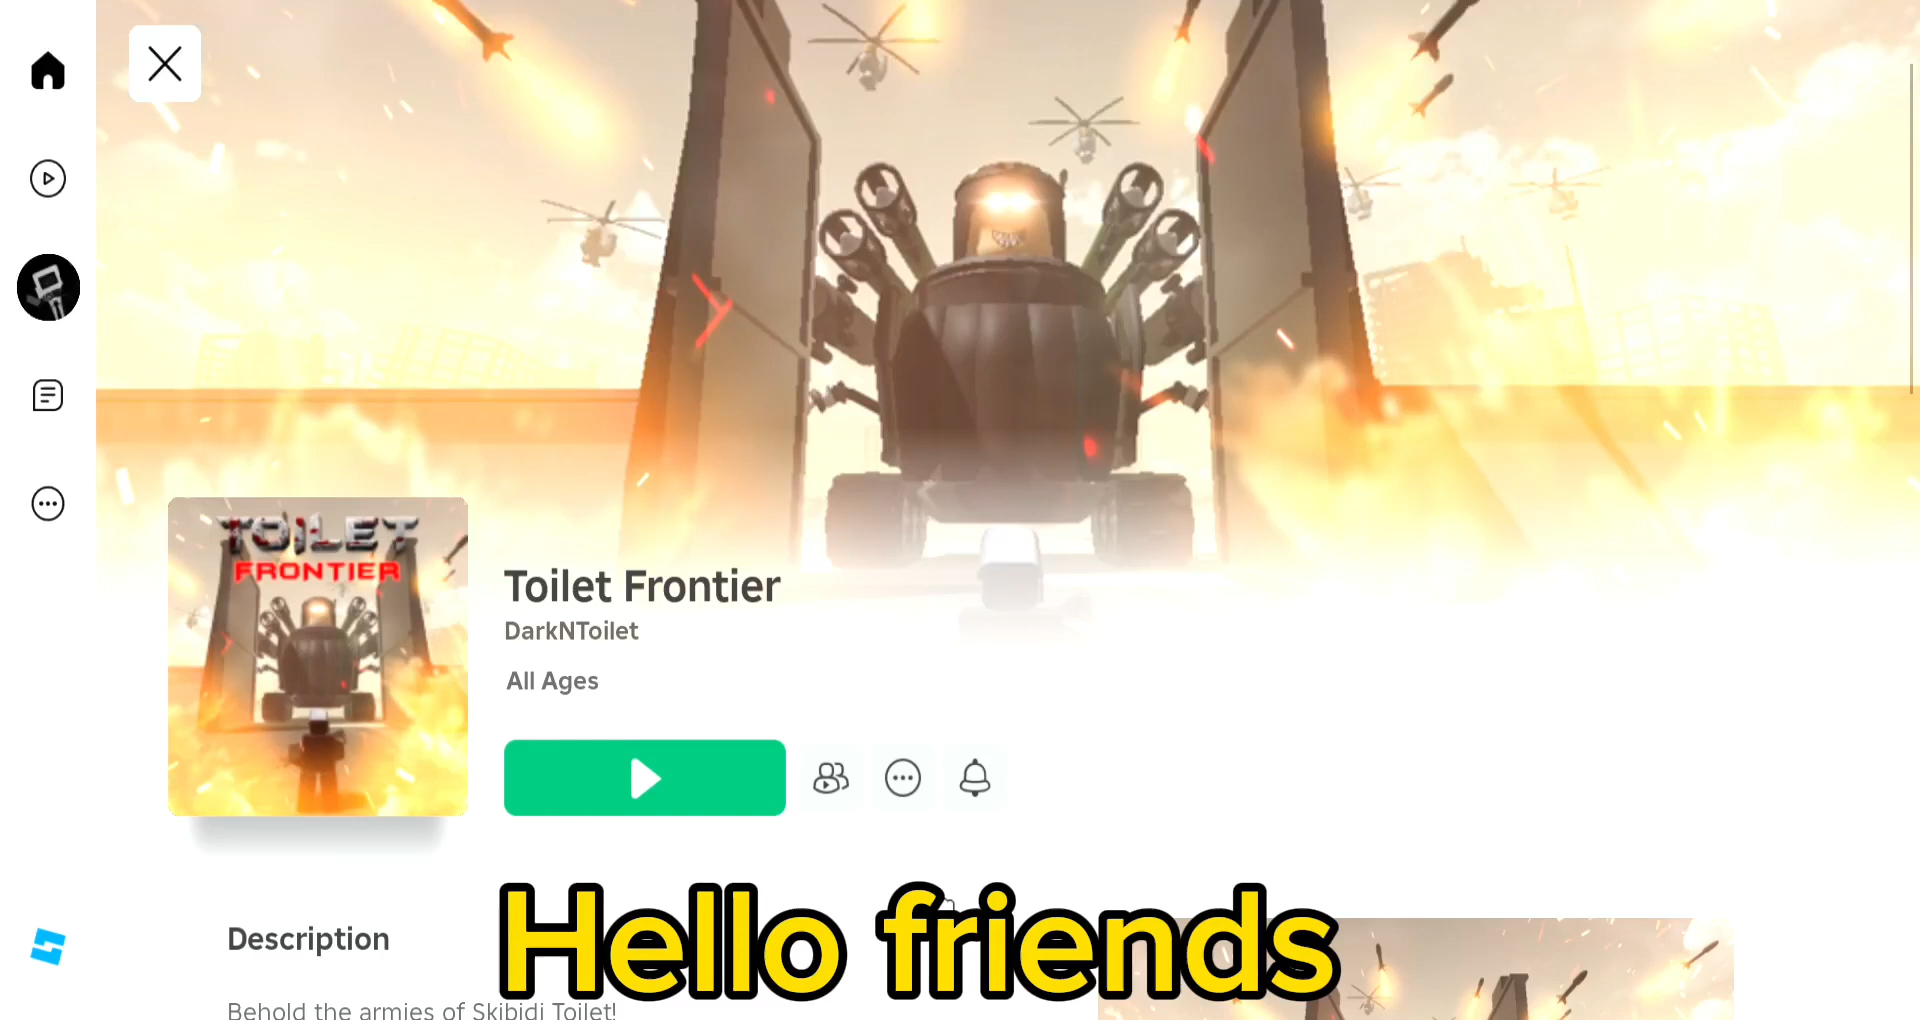 TOILET
FRONTIER
Toilet Frontier
DarkNToilet
All Ages
Description
Hello friends
Behold the armies of Skibidi Toilet!